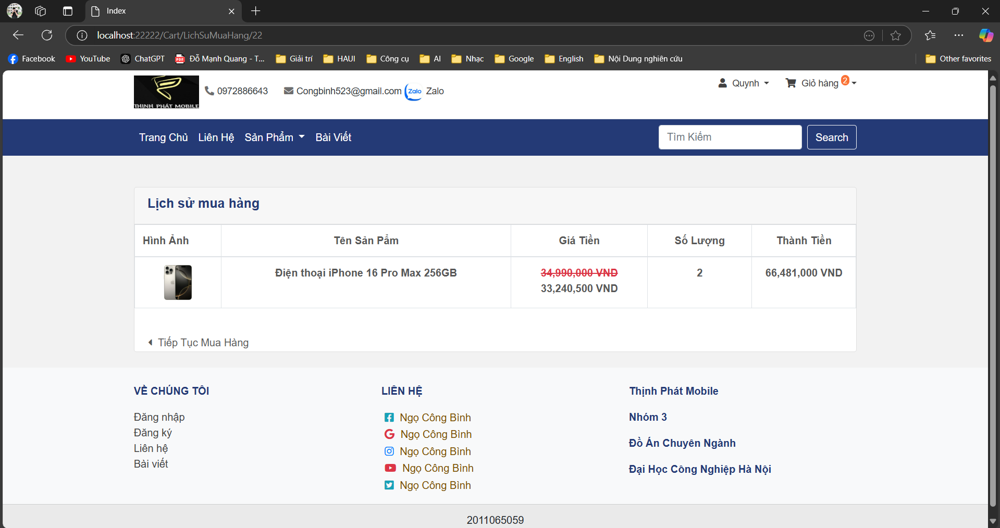 Index
localhost:22222/Cart/LichSuMuaHang/22
Facebook YouTube ChatGPT Đỗ Mạnh Quang - T... Giải trí HAUI Công cụ AI Nhạc Google English Nội Dung nghiên cứu Other favorites
THỊNH PHÁT MOBILE
0972886643 Congbinh523@gmail.com Zalo Zalo
Quynh Giỏ hàng 2
Trang Chủ Liên Hệ Sản Phẩm Bài Viết Tìm Kiếm Search
Lịch sử mua hàng
Hình Ảnh Tên Sản Pẩm Giá Tiền Số Lượng Thành Tiền
Điện thoại iPhone 16 Pro Max 256GB 34,990,000 VND 2 66,481,000 VND
33,240,500 VND
Tiếp Tục Mua Hàng
VỀ CHÚNG TÔI
Đăng nhập
Đăng ký
Liên hệ
Bài viết
LIÊN HỆ
Ngọ Công Bình
Ngọ Công Bình
Ngọ Công Bình
Ngọ Công Bình
Ngọ Công Bình
Thịnh Phát Mobile
Nhóm 3
Đồ Án Chuyên Ngành
Đại Học Công Nghiệp Hà Nội
2011065059